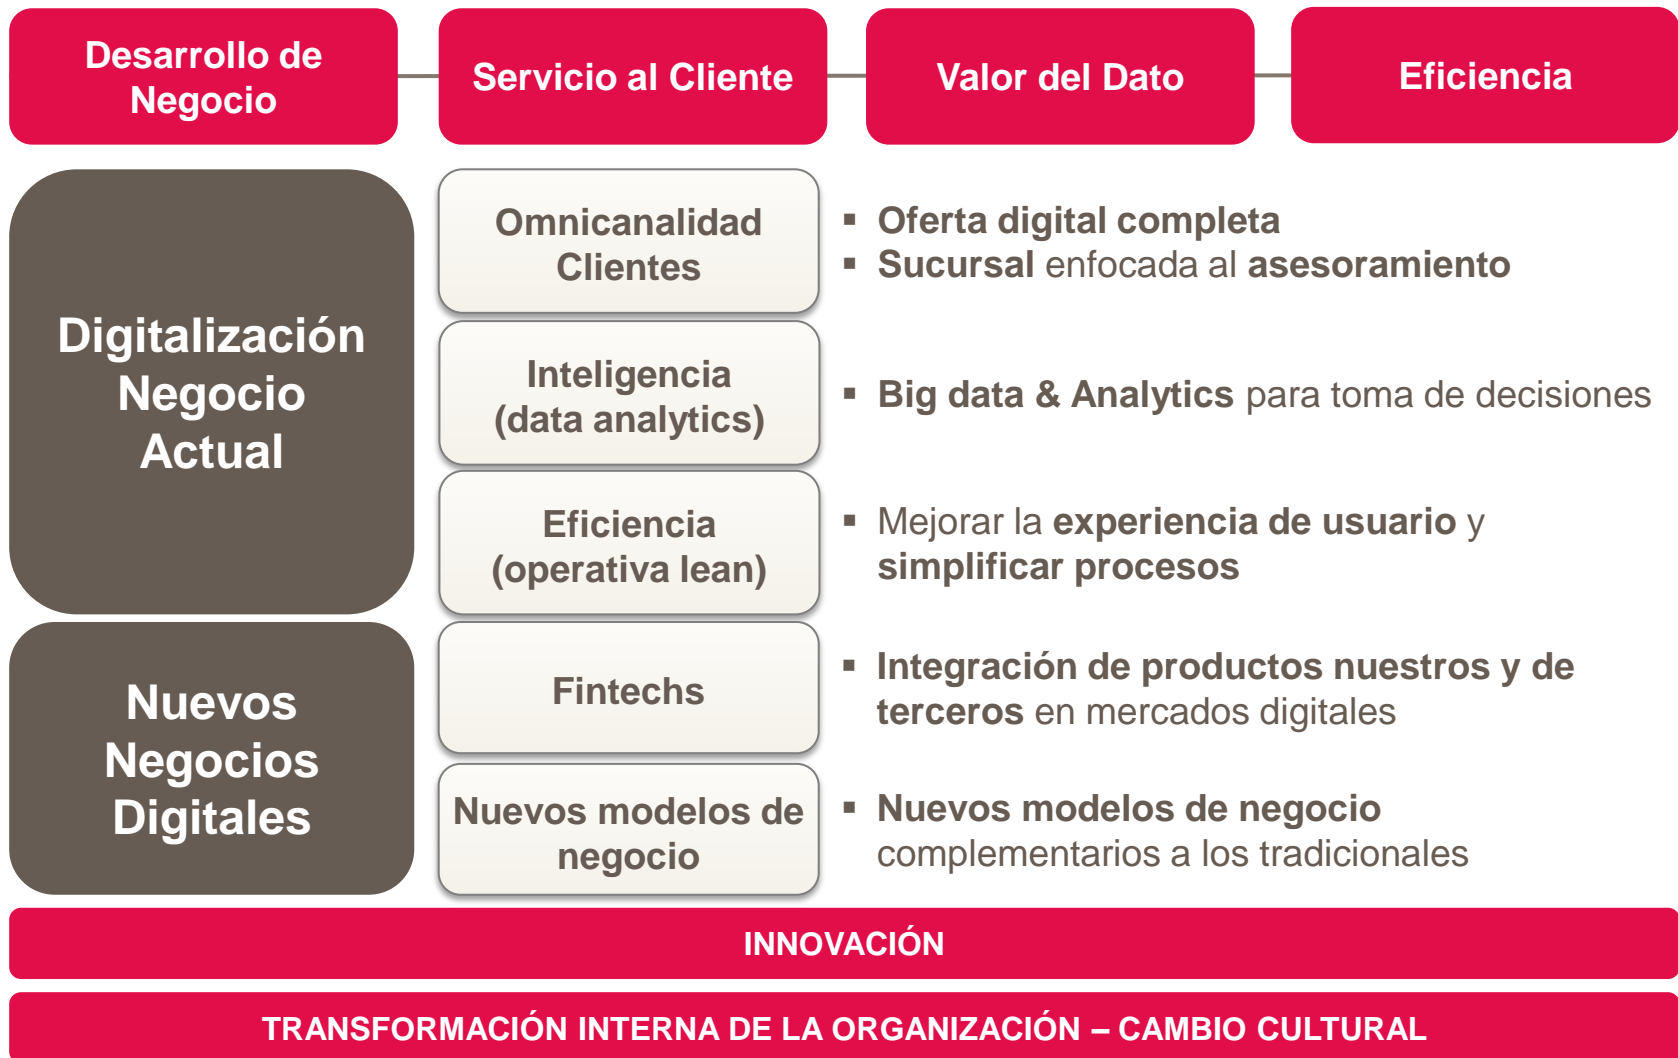 Desarrollo de
Negocio
Servicio al Cliente
Valor del Dato
Eficiencia
Digitalización
Negocio
Actual
Omnicanalidad
Clientes
▪ Oferta digital completa
▪ Sucursal enfocada al asesoramiento
Inteligencia
(data analytics)
▪ Big data & Analytics para toma de decisiones
Eficiencia
(operativa lean)
▪ Mejorar la experiencia de usuario y
simplificar procesos
Nuevos
Negocios
Digitales
Fintechs
▪ Integración de productos nuestros y de
terceros en mercados digitales
Nuevos modelos de
negocio
▪ Nuevos modelos de negocio
complementarios a los tradicionales
INNOVACIÓN
TRANSFORMACIÓN INTERNA DE LA ORGANIZACIÓN – CAMBIO CULTURAL